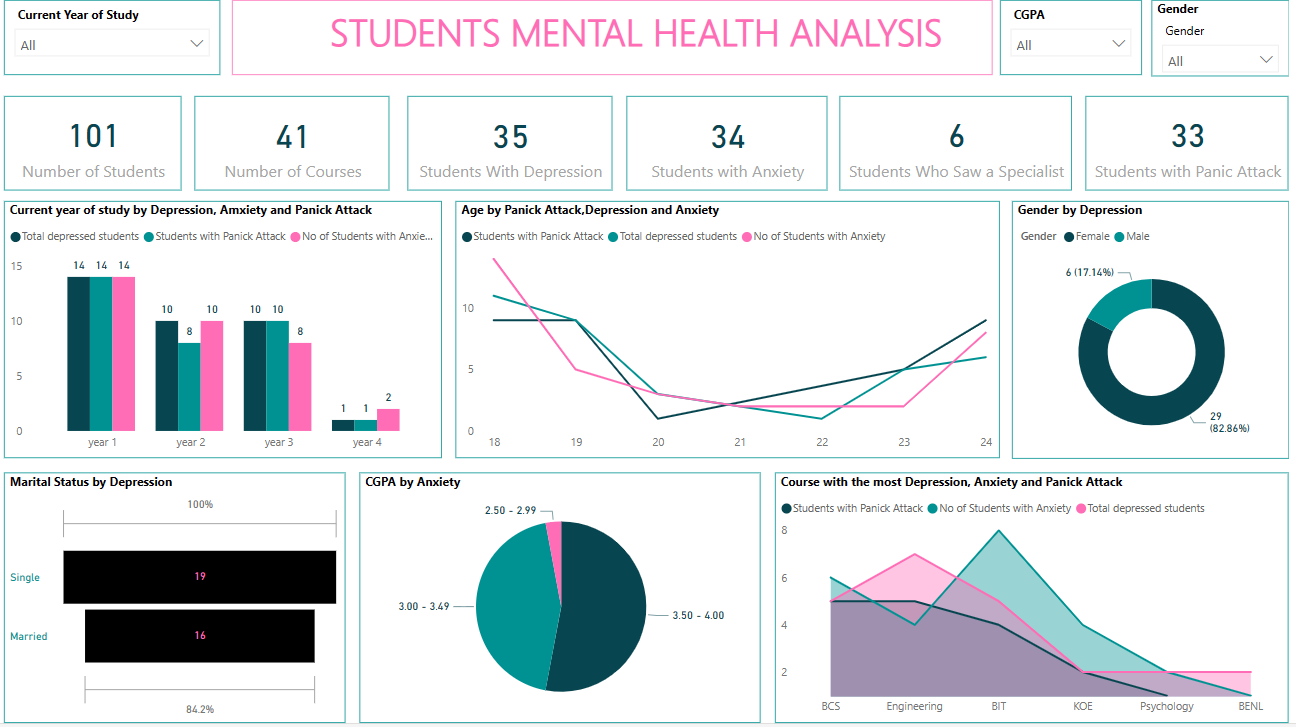 Current Year of Study
All
STUDENTS MENTAL HEALTH ANALYSIS
CGPA
All
Gender
Gender
All
101
Number of Students
41
Number of Courses
35
Students With Depression
34
Students with Anxiety
6
Students Who Saw a Specialist
33
Students with Panic Attack
Current year of study by Depression, Amxiety and Panick Attack
Total depressed students Students with Panick Attack No of Students with Anxie...
15
10
5
0
14 14 14
10 8 10
10 10 8
1 1 2
year 1 year 2 year 3 year 4
Age by Panick Attack,Depression and Anxiety
Students with Panick Attack Total depressed students No of Students with Anxiety
10
5
0
18 19 20 21 22 23 24
Gender by Depression
Gender Female Male
6 (17.14%)
29
(82.86%)
Marital Status by Depression
100%
Single 19
Married 16
84.2%
CGPA by Anxiety
2.50 - 2.99
3.00 - 3.49
3.50 - 4.00
Course with the most Depression, Anxiety and Panick Attack
Students with Panick Attack No of Students with Anxiety Total depressed students
8
6
4
2
BCS Engineering BIT KOE Psychology BENL